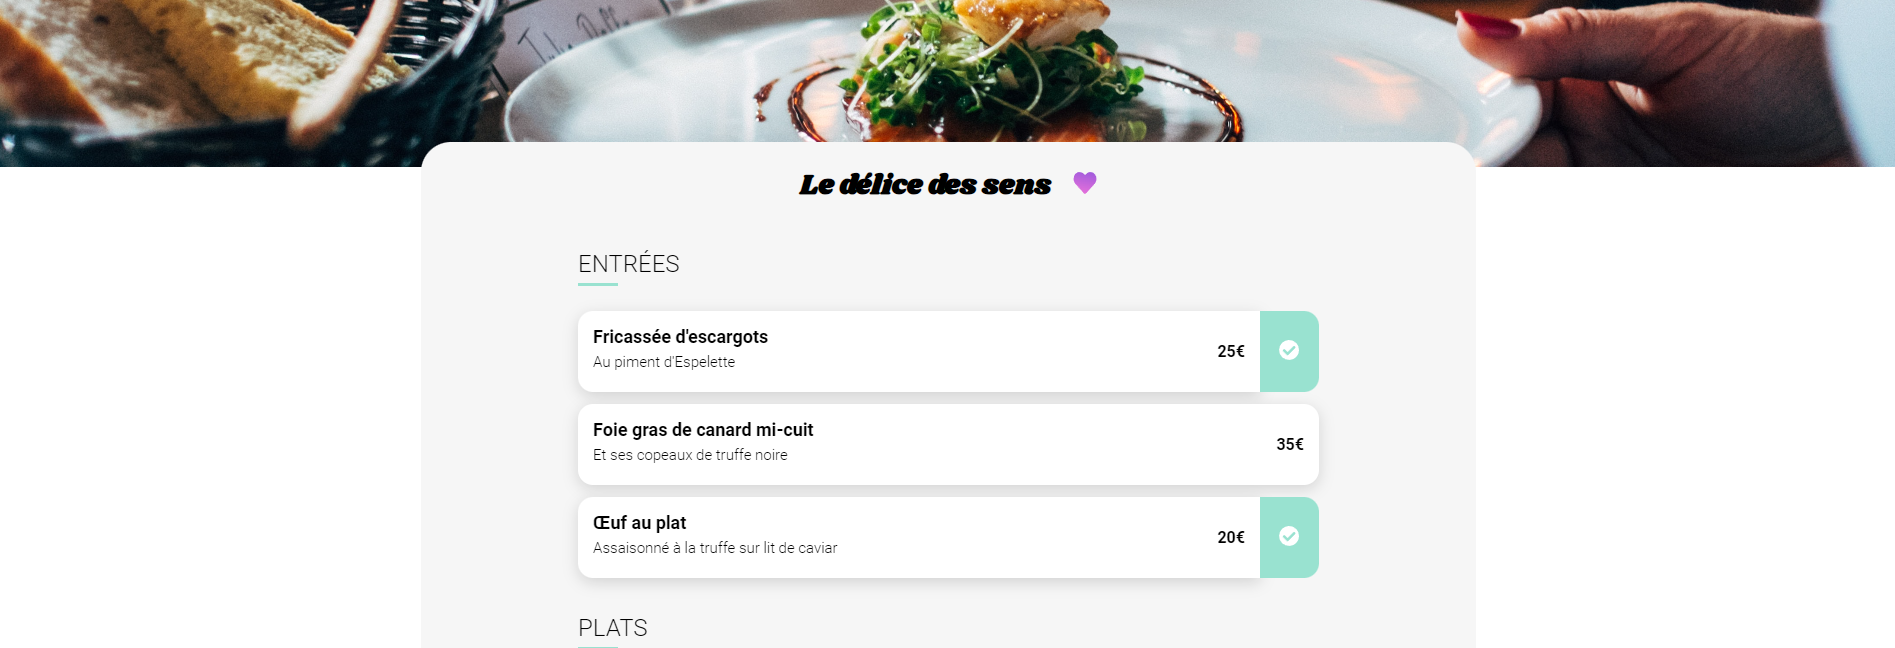 Le délice des sens
ENTRÉES
Fricassée d'escargots
Au piment d'Espelette
25€
Foie gras de canard mi-cuit
Et ses copeaux de truffe noire
35€
Œuf au plat
Assaisonné à la truffe sur lit de caviar
20€
PLATS